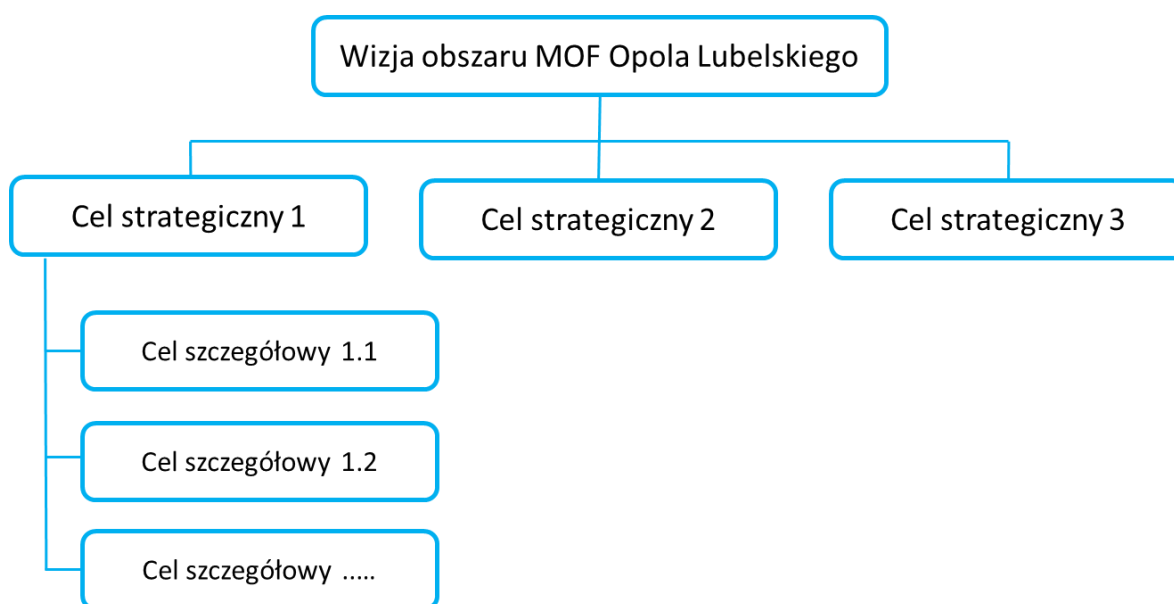 Wizja obszaru MOF Opola Lubelskiego
Cel strategiczny 1
Cel strategiczny 2
Cel strategiczny 3
Cel szczegółowy 1.1
Cel szczegółowy 1.2
Cel szczegółowy .....